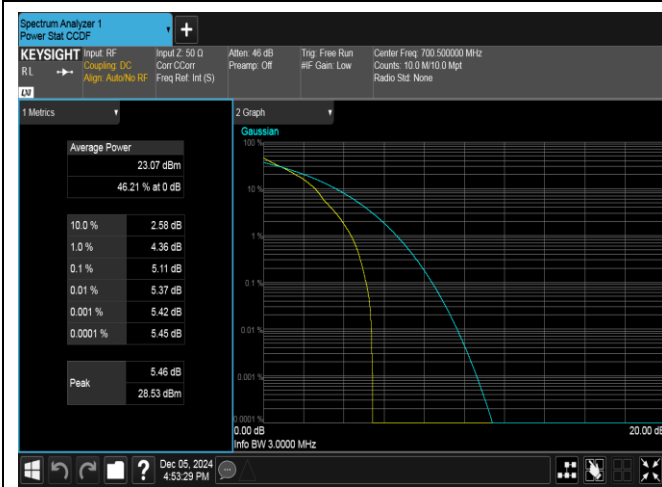 Spectrum Analyzer 1
Power Stat CCDF
+
KEYSIGHT
RL
LXI
Input: RF
Coupling: DC
Align: Auto/No RF
Input Z: 50 Ω
Corr CCorr
Freq Ref: Int (S)
Atten: 46 dB
Preamp: Off
Trig: Free Run
#IF Gain: Low
Center Freq: 700.500000 MHz
Counts: 10.0 M/10.0 Mpt
Radio Std: None
1 Metrics
Average Power
23.07 dBm
46.21 % at 0 dB
10.0 % 2.58 dB
1.0 % 4.36 dB
0.1 % 5.11 dB
0.01 % 5.37 dB
0.001 % 5.42 dB
0.0001 % 5.45 dB
Peak
5.46 dB
28.53 dBm
2 Graph
Gaussian
100 %
10 %
1 %
0.1 %
0.01 %
0.001 %
0.0001 %
0.00 dB 20.00 dB
Info BW 3.0000 MHz
?
Dec 05, 2024
4:53:29 PM